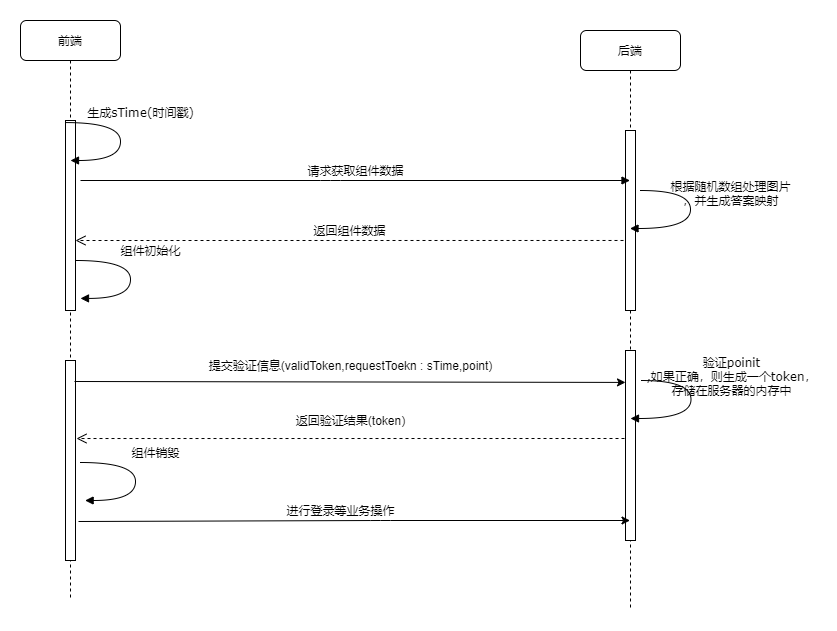 前端
后端
生成sTime(时间戳)
请求获取组件数据
根据随机数组处理图片
，并生成答案映射
返回组件数据
组件初始化
提交验证信息(validToken,requestToekn : sTime,point)
验证poinit
,如果正确，则生成一个token，
存储在服务器的内存中
返回验证结果(token)
组件销毁
进行登录等业务操作